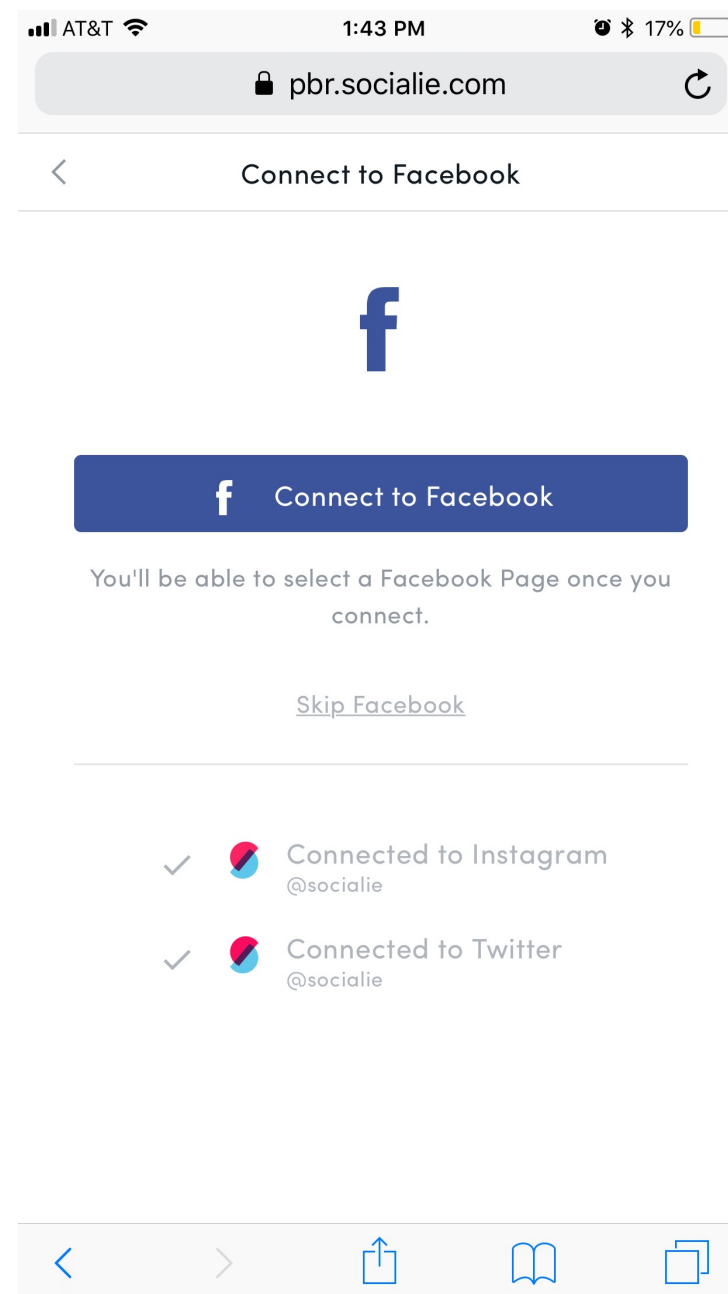 AT&T 1:43 PM 17%
pbr.socialie.com
Connect to Facebook
f
f Connect to Facebook
You'll be able to select a Facebook Page once you
connect.
Skip Facebook
Connected to Instagram
@socialie
Connected to Twitter
@socialie